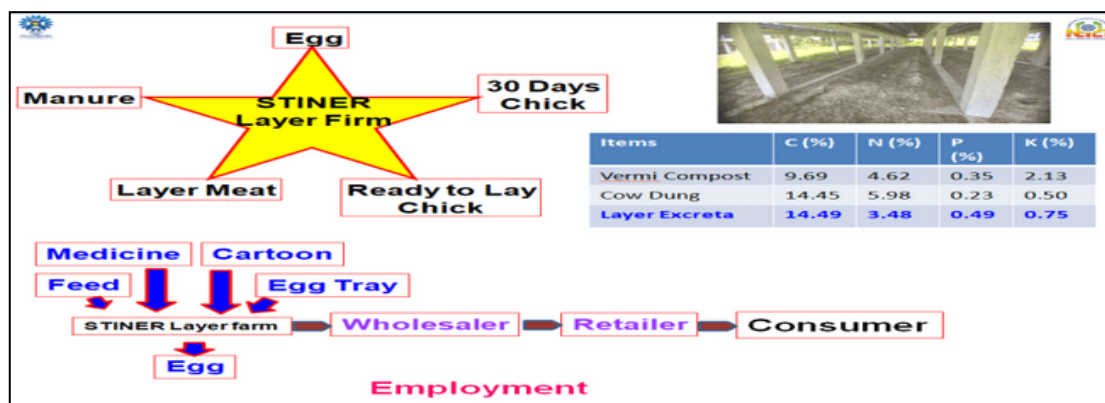 Egg
Manure
30 Days
Chick
STINER
Layer Firm
Layer Meat
Ready to Lay
Chick
Items C (%) N (%) P (%) K (%)
Vermi Compost 9.69 4.62 0.35 2.13
Cow Dung 14.45 5.98 0.23 0.50
Layer Excreta 14.49 3.48 0.49 0.75
Medicine
Cartoon
Feed
Egg Tray
STINER Layer farm
Wholesaler
Retailer
Consumer
Egg
Employment